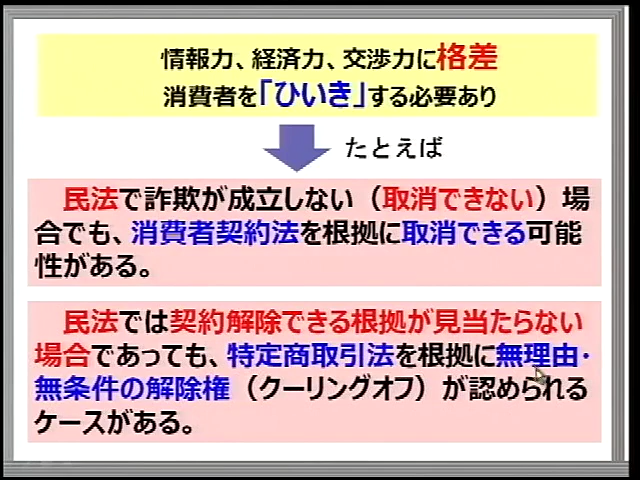 情報力、経済力、交渉力に格差
消費者を「ひいき」する必要あり
たとえば
民法で詐欺が成立しない（取消できない）場
合でも、消費者契約法を根拠に取消できる可能
性がある。
民法では契約解除できる根拠が見当たらない
場合であっても、特定商取引法を根拠に無理由・
無条件の解除権（クーリングオフ）が認められる
ケースがある。